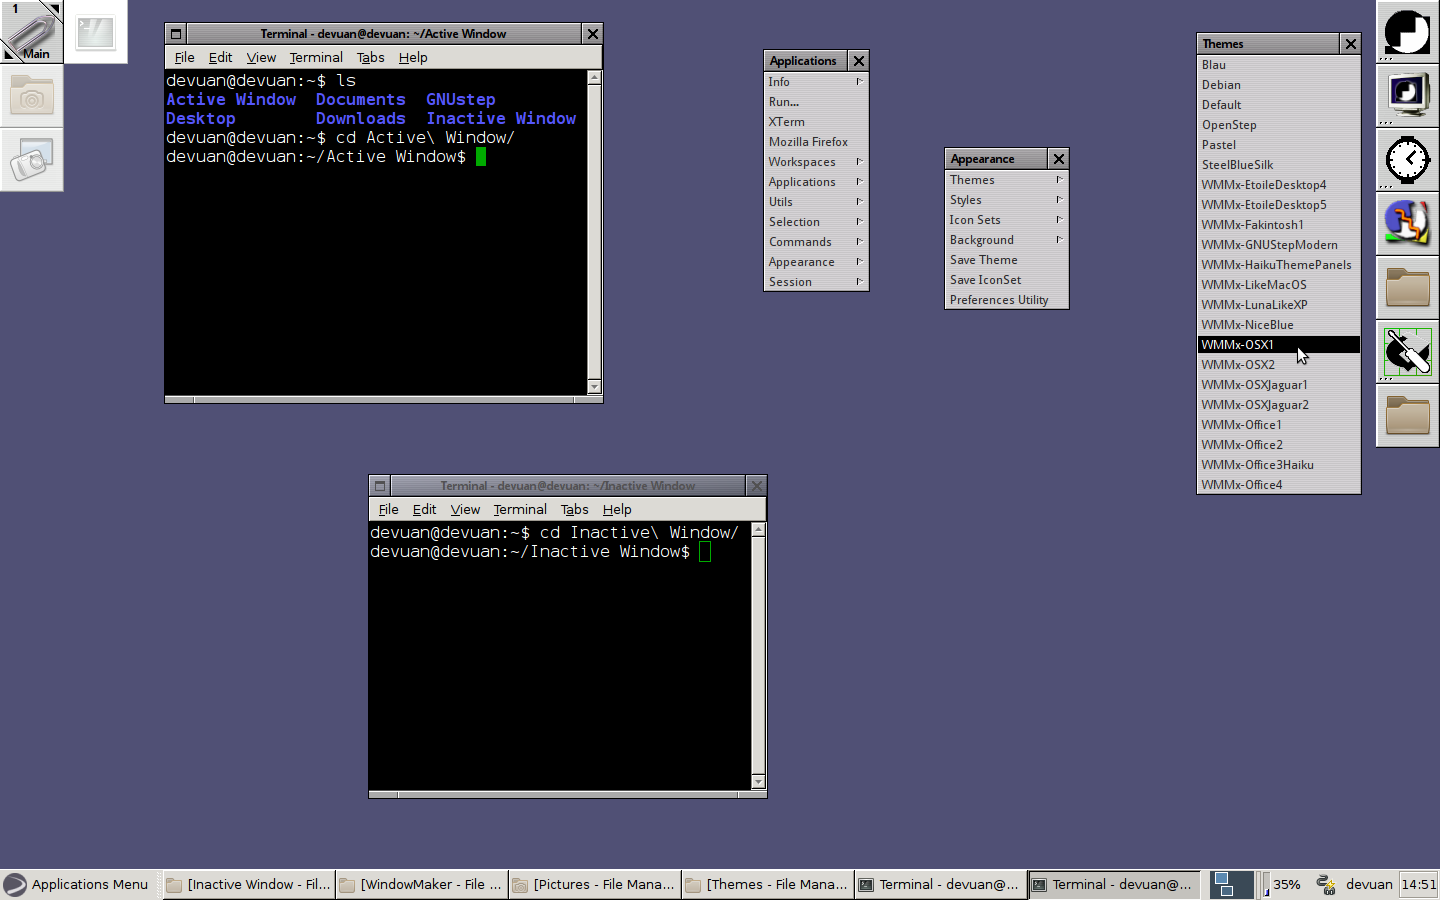 1
Main
Terminal - devuan@devuan: ~/Active Window
File Edit View Terminal Tabs Help
devuan@devuan:~$ ls
Active Window Documents GNUstep
Desktop Downloads Inactive Window
devuan@devuan:~$ cd Active\ Window/
devuan@devuan:~/Active Window$
Applications
Info
Run...
XTerm
Mozilla Firefox
Workspaces
Applications
Utils
Selection
Commands
Appearance
Session
Appearance
Themes
Styles
Icon Sets
Background
Save Theme
Save IconSet
Preferences Utility
Themes
Blau
Debian
Default
OpenStep
Pastel
SteelBlueSilk
WMMx-EtoileDesktop4
WMMx-EtoileDesktop5
WMMx-Fakintosh1
WMMx-GNUStepModern
WMMx-HaikuThemePanels
WMMx-LikeMacOS
WMMx-LunaLikeXP
WMMx-NiceBlue
WMMx-OSX1
WMMx-OSX2
WMMx-OSXJaguar1
WMMx-OSXJaguar2
WMMx-Office1
WMMx-Office2
WMMx-Office3Haiku
WMMx-Office4
Terminal - devuan@devuan: ~/Inactive Window
File Edit View Terminal Tabs Help
devuan@devuan:~$ cd Inactive\ Window/
devuan@devuan:~/Inactive Window$
Applications Menu [Inactive Window - Fil... [WindowMaker - File ... [Pictures - File Mana... [Themes - File Mana... Terminal - devuan@... Terminal - devuan@... 35% devuan 14:51